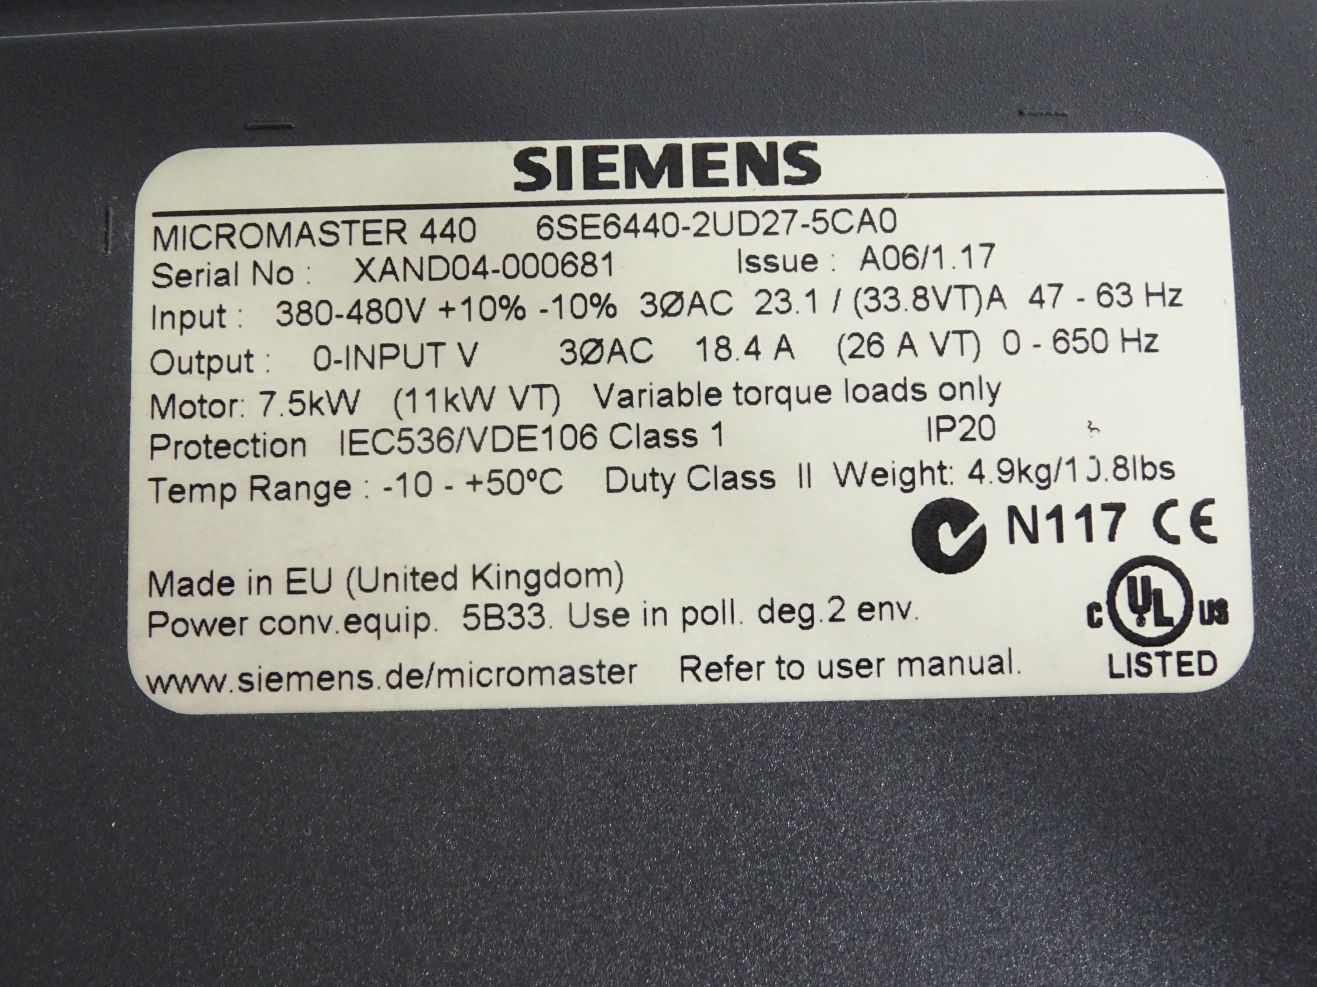 SIEMENS
MICROMASTER 440 6SE6440-2UD27-5CA0
Serial No : XAND04-000681 Issue : A06/1.17
Input : 380-480V +10% -10% 3ØAC 23.1 / (33.8VT)A 47 - 63 Hz
Output : 0-INPUT V 3ØAC 18.4 A (26 A VT) 0 - 650 Hz
Motor: 7.5kW (11kW VT) Variable torque loads only
Protection IEC536/VDE106 Class 1 IP20
Temp Range : -10 - +50ºC Duty Class II Weight: 4.9kg/10.8lbs
N117 CE
Made in EU (United Kingdom)
Power conv.equip. 5B33. Use in poll. deg.2 env.
C UL US
www.siemens.de/micromaster Refer to user manual.
LISTED